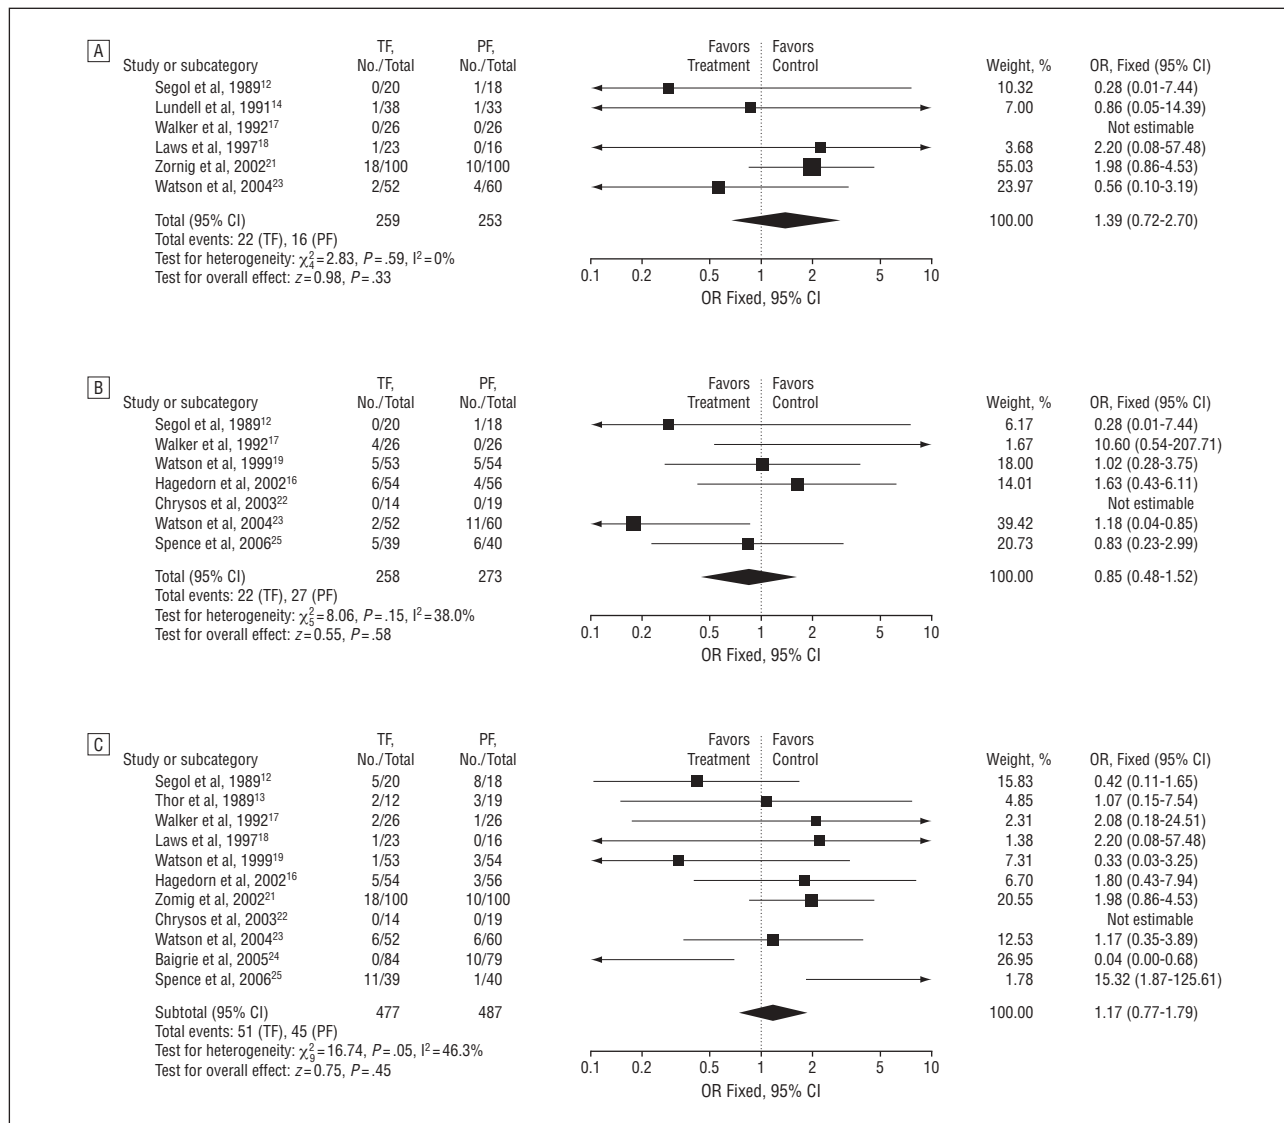 A
TF, PF, Favors Favors
Study or subcategory No./Total No./Total Treatment Control Weight, % OR, Fixed (95% CI)
Segol et al, 1989¹² 0/20 1/18 10.32 0.28 (0.01-7.44)
Lundell et al, 1991¹⁴ 1/38 1/33 7.00 0.86 (0.05-14.39)
Walker et al, 1992¹⁷ 0/26 0/26 Not estimable
Laws et al, 1997¹⁸ 1/23 0/16 3.68 2.20 (0.08-57.48)
Zornig et al, 2002²¹ 18/100 10/100 55.03 1.98 (0.86-4.53)
Watson et al, 2004²³ 2/52 4/60 23.97 0.56 (0.10-3.19)
Total (95% CI) 259 253 100.00 1.39 (0.72-2.70)
Total events: 22 (TF), 16 (PF)
Test for heterogeneity: χ²₄=2.83, P=.59, I²=0%
Test for overall effect: z=0.98, P=.33
0.1 0.2 0.5 1 2 5 10
OR Fixed, 95% CI
B
TF, PF, Favors Favors
Study or subcategory No./Total No./Total Treatment Control Weight, % OR, Fixed (95% CI)
Segol et al, 1989¹² 0/20 1/18 6.17 0.28 (0.01-7.44)
Walker et al, 1992¹⁷ 4/26 0/26 1.67 10.60 (0.54-207.71)
Watson et al, 1999¹⁹ 5/53 5/54 18.00 1.02 (0.28-3.75)
Hagedorn et al, 2002¹⁶ 6/54 4/56 14.01 1.63 (0.43-6.11)
Chrysos et al, 2003²² 0/14 0/19 Not estimable
Watson et al, 2004²³ 2/52 11/60 39.42 1.18 (0.04-0.85)
Spence et al, 2006²⁵ 5/39 6/40 20.73 0.83 (0.23-2.99)
Total (95% CI) 258 273 100.00 0.85 (0.48-1.52)
Total events: 22 (TF), 27 (PF)
Test for heterogeneity: χ²₅=8.06, P=.15, I²=38.0%
Test for overall effect: z=0.55, P=.58
0.1 0.2 0.5 1 2 5 10
OR Fixed, 95% CI
C
TF, PF, Favors Favors
Study or subcategory No./Total No./Total Treatment Control Weight, % OR, Fixed (95% CI)
Segol et al, 1989¹² 5/20 8/18 15.83 0.42 (0.11-1.65)
Thor et al, 1989¹³ 2/12 3/19 4.85 1.07 (0.15-7.54)
Walker et al, 1992¹⁷ 2/26 1/26 2.31 2.08 (0.18-24.51)
Laws et al, 1997¹⁸ 1/23 0/16 1.38 2.20 (0.08-57.48)
Watson et al, 1999¹⁹ 1/53 3/54 7.31 0.33 (0.03-3.25)
Hagedorn et al, 2002¹⁶ 5/54 3/56 6.70 1.80 (0.43-7.94)
Zomig et al, 2002²¹ 18/100 10/100 20.55 1.98 (0.86-4.53)
Chrysos et al, 2003²² 0/14 0/19 Not estimable
Watson et al, 2004²³ 6/52 6/60 12.53 1.17 (0.35-3.89)
Baigrie et al, 2005²⁴ 0/84 10/79 26.95 0.04 (0.00-0.68)
Spence et al, 2006²⁵ 11/39 1/40 1.78 15.32 (1.87-125.61)
Subtotal (95% CI) 477 487 100.00 1.17 (0.77-1.79)
Total events: 51 (TF), 45 (PF)
Test for heterogeneity: χ²₉=16.74, P=.05, I²=46.3%
Test for overall effect: z=0.75, P=.45
0.1 0.2 0.5 1 2 5 10
OR Fixed, 95% CI